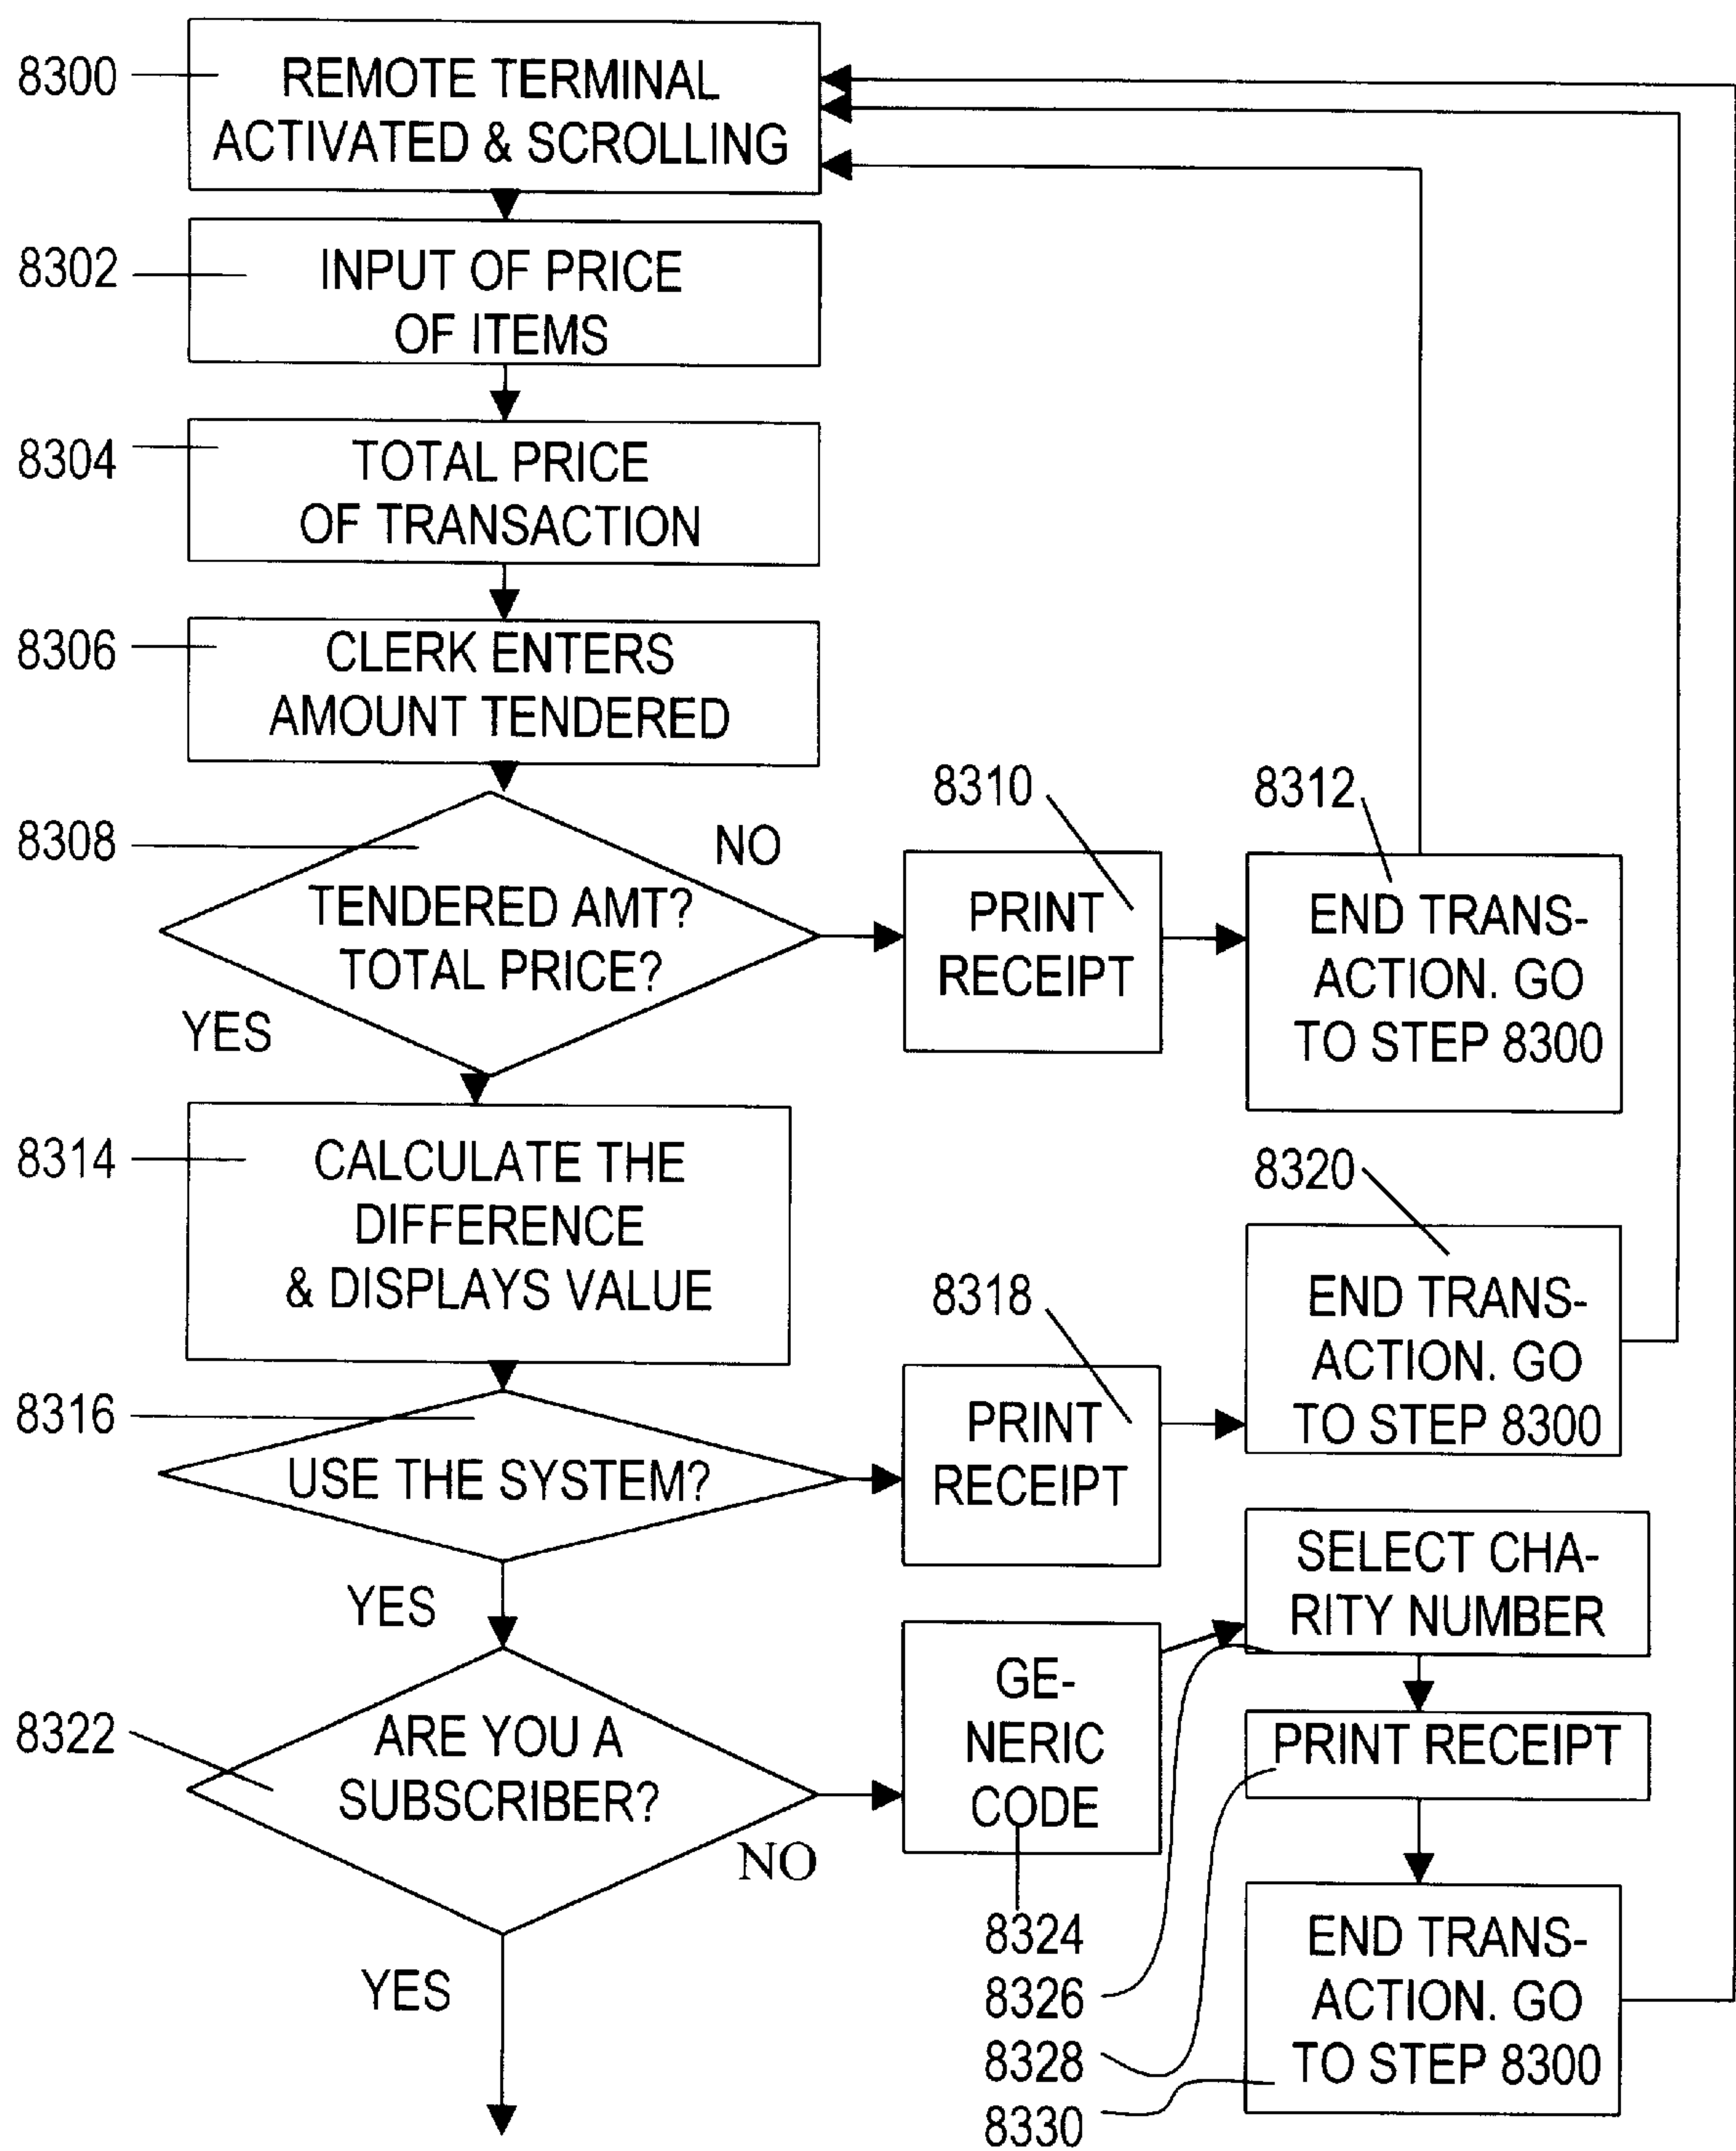 8300
REMOTE TERMINAL
ACTIVATED & SCROLLING
8302
INPUT OF PRICE
OF ITEMS
8304
TOTAL PRICE
OF TRANSACTION
8306
CLERK ENTERS
AMOUNT TENDERED
8308
TENDERED AMT?
TOTAL PRICE?
NO
YES
8310
PRINT
RECEIPT
8312
END TRANS-
ACTION. GO
TO STEP 8300
8314
CALCULATE THE
DIFFERENCE
& DISPLAYS VALUE
8316
USE THE SYSTEM?
YES
8318
PRINT
RECEIPT
8320
END TRANS-
ACTION. GO
TO STEP 8300
8322
ARE YOU A
SUBSCRIBER?
NO
YES
GE-
NERIC
CODE
8324
SELECT CHA-
RITY NUMBER
8326
PRINT RECEIPT
8328
END TRANS-
ACTION. GO
TO STEP 8300
8330